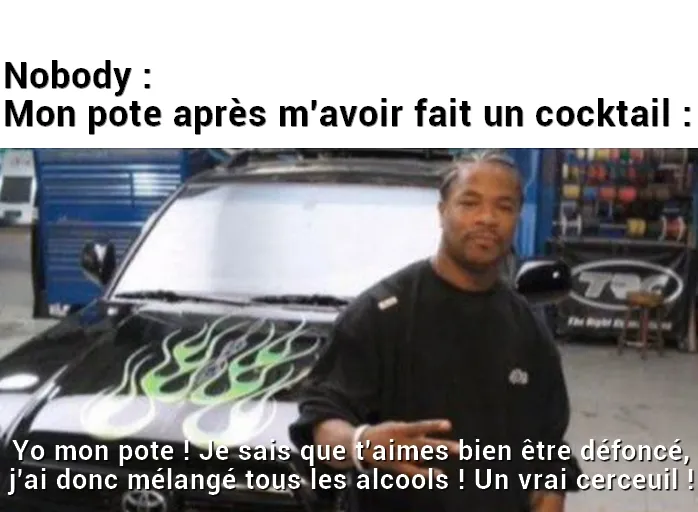 Nobody :
Mon pote après m'avoir fait un cocktail :
Yo mon pote ! Je sais que t'aimes bien être défoncé,
j'ai donc mélangé tous les alcools ! Un vrai cerceuil !